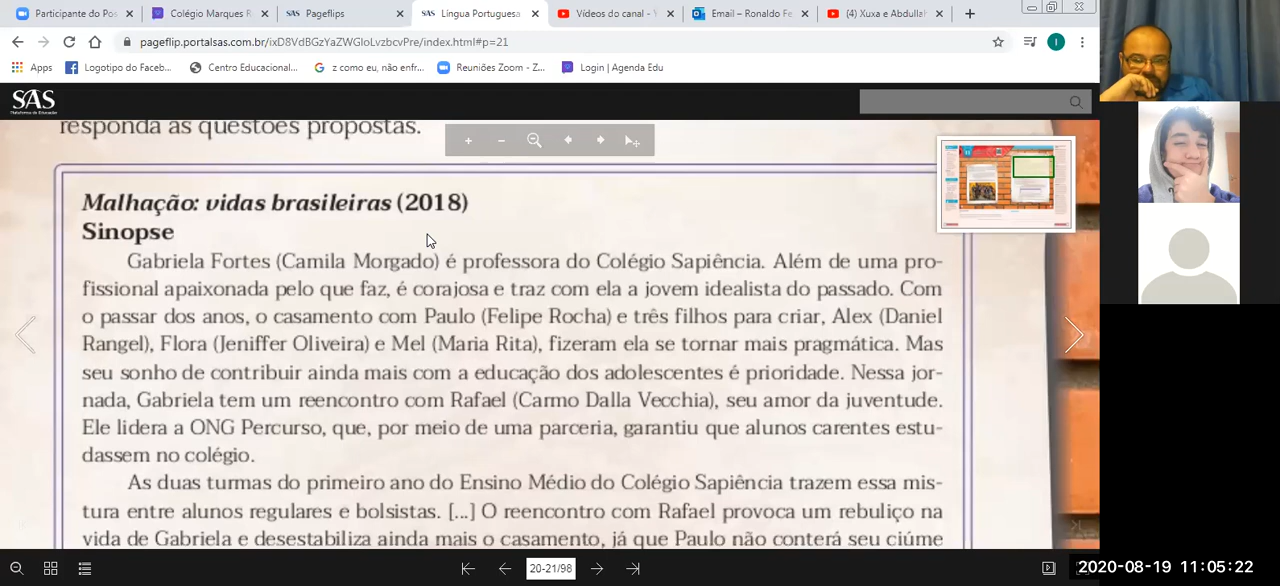 Participante do Pos
Colégio Marques R
Pageflips
Língua Portuguesa
Vídeos do canal - Y
Email – Ronaldo Fe
(4) Xuxa e Abdullah
pageflip.portalsas.com.br/ixD8VdBGzYaZWGIoLvzbcvPre/index.html#p=21
Apps
Logotipo do Faceb...
Centro Educacional...
z como eu, não enfr...
Reuniões Zoom - Z...
Login | Agenda Edu
SAS
responda às questões propostas.
Malhação: vidas brasileiras (2018)
Sinopse
Gabriela Fortes (Camila Morgado) é professora do Colégio Sapiência. Além de uma pro-
fissional apaixonada pelo que faz, é corajosa e traz com ela a jovem idealista do passado. Com
o passar dos anos, o casamento com Paulo (Felipe Rocha) e três filhos para criar, Alex (Daniel
Rangel), Flora (Jeniffer Oliveira) e Mel (Maria Rita), fizeram ela se tornar mais pragmática. Mas
seu sonho de contribuir ainda mais com a educação dos adolescentes é prioridade. Nessa jor-
nada, Gabriela tem um reencontro com Rafael (Carmo Dalla Vecchia), seu amor da juventude.
Ele lidera a ONG Percurso, que, por meio de uma parceria, garantiu que alunos carentes estu-
dassem no colégio.
As duas turmas do primeiro ano do Ensino Médio do Colégio Sapiência trazem essa mis-
tura entre alunos regulares e bolsistas. [...] O reencontro com Rafael provoca um rebuliço na
vida de Gabriela e desestabiliza ainda mais o casamento, já que Paulo não conterá seu ciúme
20-21/98
2020-08-19 11:05:22